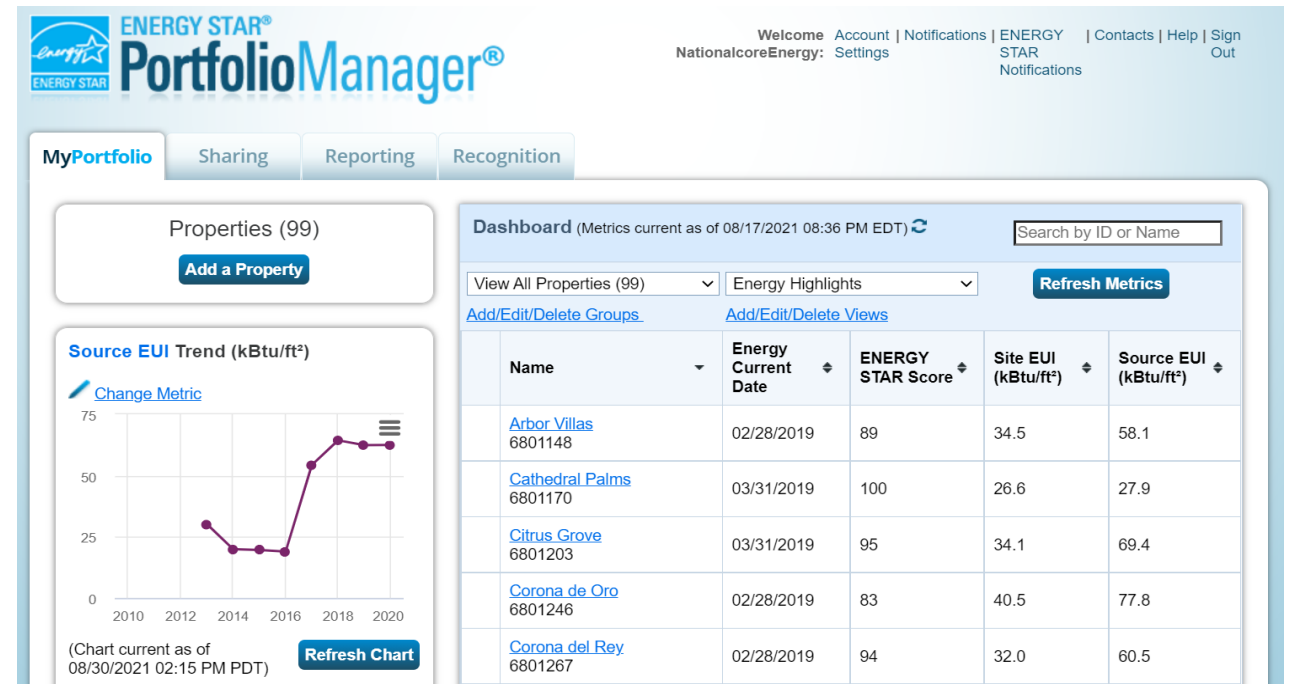 ENERGY STAR®
PortfolioManager®
energy
ENERGY STAR
Welcome NationalcoreEnergy:
Account Settings | Notifications | ENERGY STAR Notifications | Contacts | Help | Sign Out
MyPortfolio Sharing Reporting Recognition
Properties (99)
Add a Property
Source EUI Trend (kBtu/ft²)
Change Metric
75
50
25
0
2010 2012 2014 2016 2018 2020
(Chart current as of
08/30/2021 02:15 PM PDT)
Refresh Chart
Dashboard (Metrics current as of 08/17/2021 08:36 PM EDT)
Search by ID or Name
View All Properties (99) Energy Highlights Refresh Metrics
Add/Edit/Delete Groups Add/Edit/Delete Views
Name Energy Current Date ENERGY STAR Score Site EUI (kBtu/ft²) Source EUI (kBtu/ft²)
Arbor Villas
6801148 02/28/2019 89 34.5 58.1
Cathedral Palms
6801170 03/31/2019 100 26.6 27.9
Citrus Grove
6801203 03/31/2019 95 34.1 69.4
Corona de Oro
6801246 02/28/2019 83 40.5 77.8
Corona del Rey
6801267 02/28/2019 94 32.0 60.5